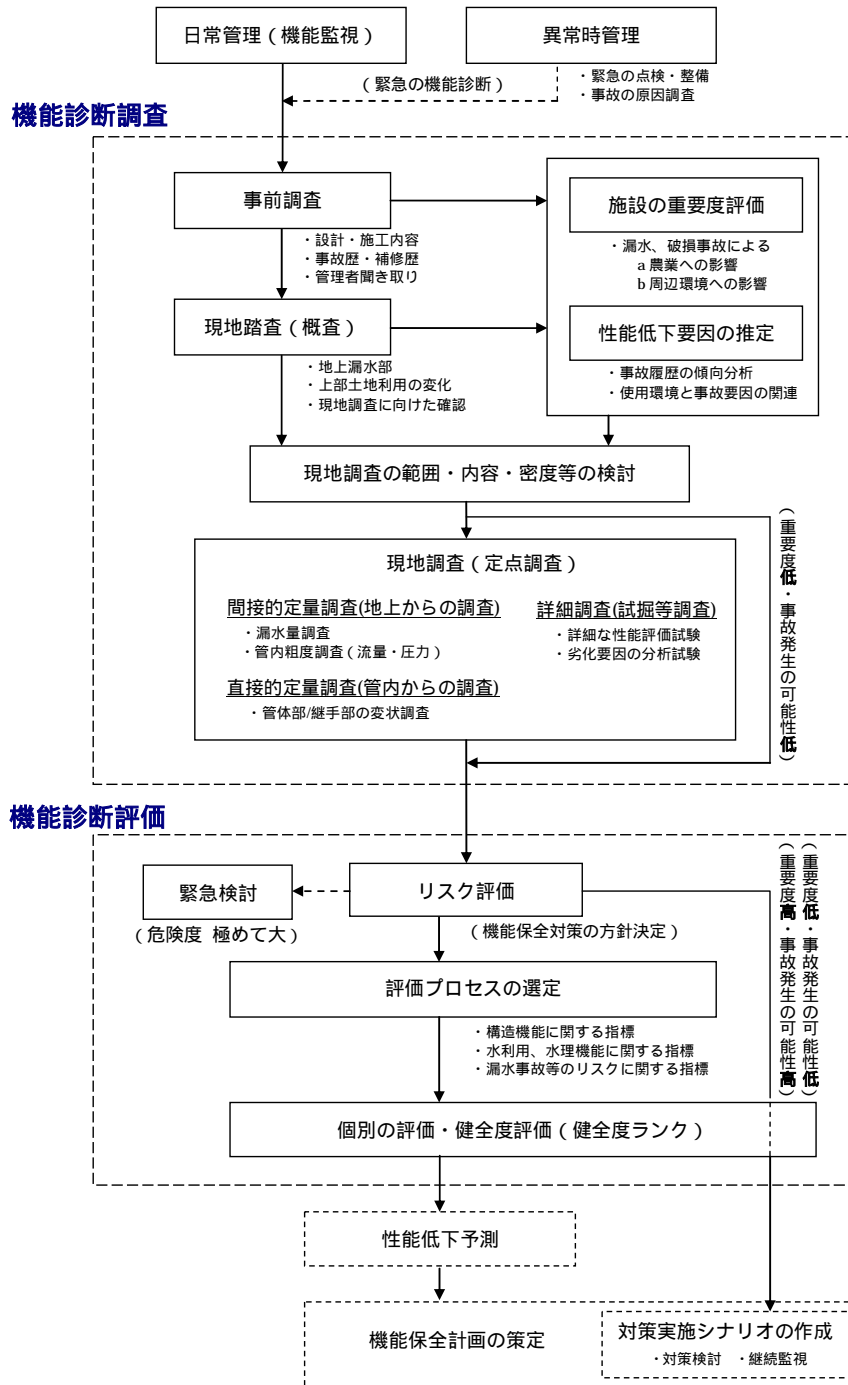 日常管理（機能監視）
異常時管理
（緊急の機能診断）
・緊急の点検・整備
・事故の原因調査
機能診断調査
事前調査
・設計・施工内容
・事故歴・補修歴
・管理者聞き取り
施設の重要度評価
・漏水、破損事故による
a 農業への影響
b 周辺環境への影響
現地踏査（概査）
・地上漏水部
・上部土地利用の変化
・現地調査に向けた確認
性能低下要因の推定
・事故履歴の傾向分析
・使用環境と事故要因の関連
現地調査の範囲・内容・密度等の検討
（重要度低・事故発生の可能性低）
現地調査（定点調査）
間接的定量調査(地上からの調査)
・漏水量調査
・管内粗度調査（流量・圧力）
直接的定量調査(管内からの調査)
・管体部/継手部の変状調査
詳細調査(試掘等調査)
・詳細な性能評価試験
・劣化要因の分析試験
機能診断評価
緊急検討
（危険度 極めて大）
リスク評価
（機能保全対策の方針決定）
（重要度低・事故発生の可能性低）
（重要度高・事故発生の可能性高）
評価プロセスの選定
・構造機能に関する指標
・水利用、水理機能に関する指標
・漏水事故等のリスクに関する指標
個別の評価・健全度評価（健全度ランク）
性能低下予測
機能保全計画の策定
対策実施シナリオの作成
・対策検討 ・継続監視